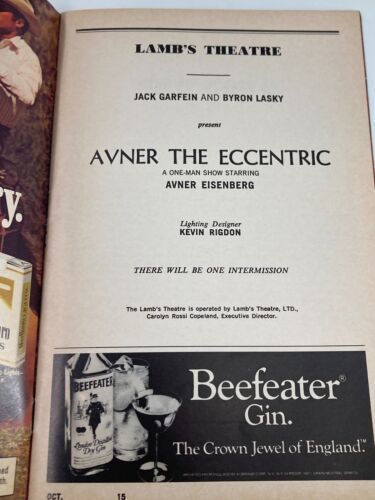 LAMB'S THEATRE
JACK GARFEIN AND BYRON LASKY
present
AVNER THE ECCENTRIC
A ONE-MAN SHOW STARRING
AVNER EISENBERG
Lighting Designer
KEVIN RIGDON
THERE WILL BE ONE INTERMISSION
The Lamb's Theatre is operated by Lamb's Theatre, LTD.,
Carolyn Rossi Copeland, Executive Director.
BEEFEATER
London Distilled
Dry Gin
Beefeater®
Gin.
The Crown Jewel of England.™
OCT. 15
ry.